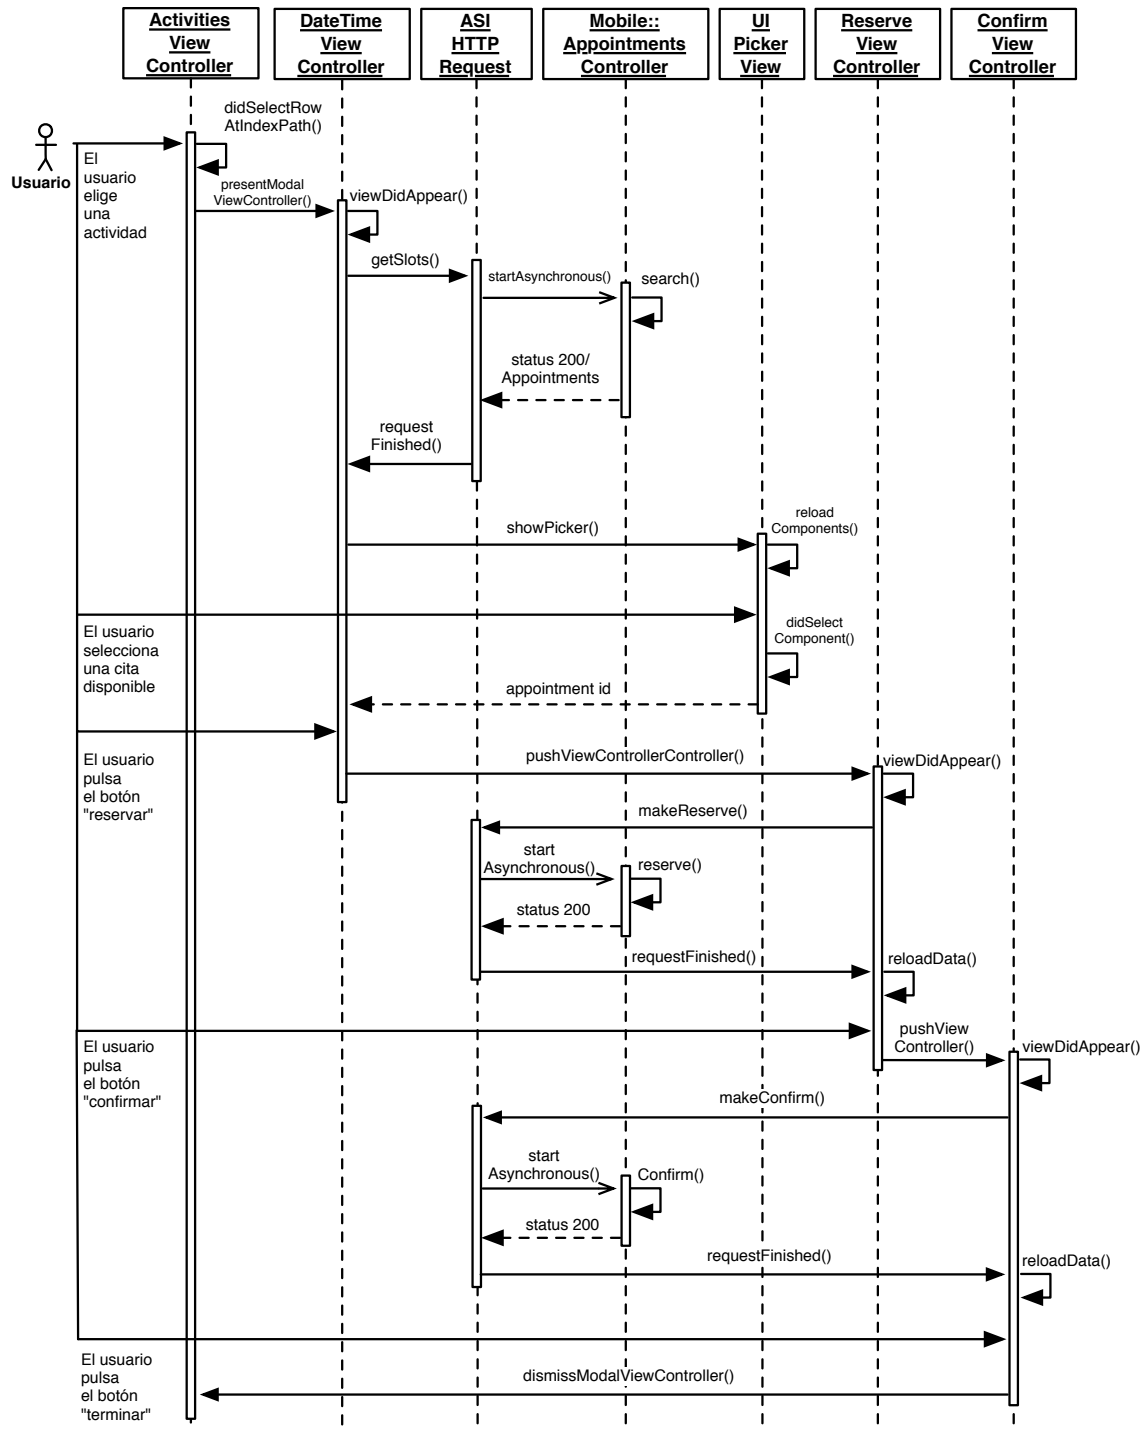 Activities
View
Controller
DateTime
View
Controller
ASI
HTTP
Request
Mobile::
Appointments
Controller
UI
Picker
View
Reserve
View
Controller
Confirm
View
Controller
Usuario
didSelectRow
AtIndexPath()
El
usuario
elige
una
actividad
presentModal
ViewController()
viewDidAppear()
getSlots()
startAsynchronous()
search()
status 200/
Appointments
request
Finished()
showPicker()
reload
Components()
El usuario
selecciona
una cita
disponible
didSelect
Component()
appointment id
El usuario
pulsa
el botón
"reservar"
pushViewControllerController()
viewDidAppear()
makeReserve()
start
Asynchronous()
reserve()
status 200
requestFinished()
reloadData()
El usuario
pulsa
el botón
"confirmar"
pushView
Controller()
viewDidAppear()
makeConfirm()
start
Asynchronous()
Confirm()
status 200
requestFinished()
reloadData()
El usuario
pulsa
el botón
"terminar"
dismissModalViewController()